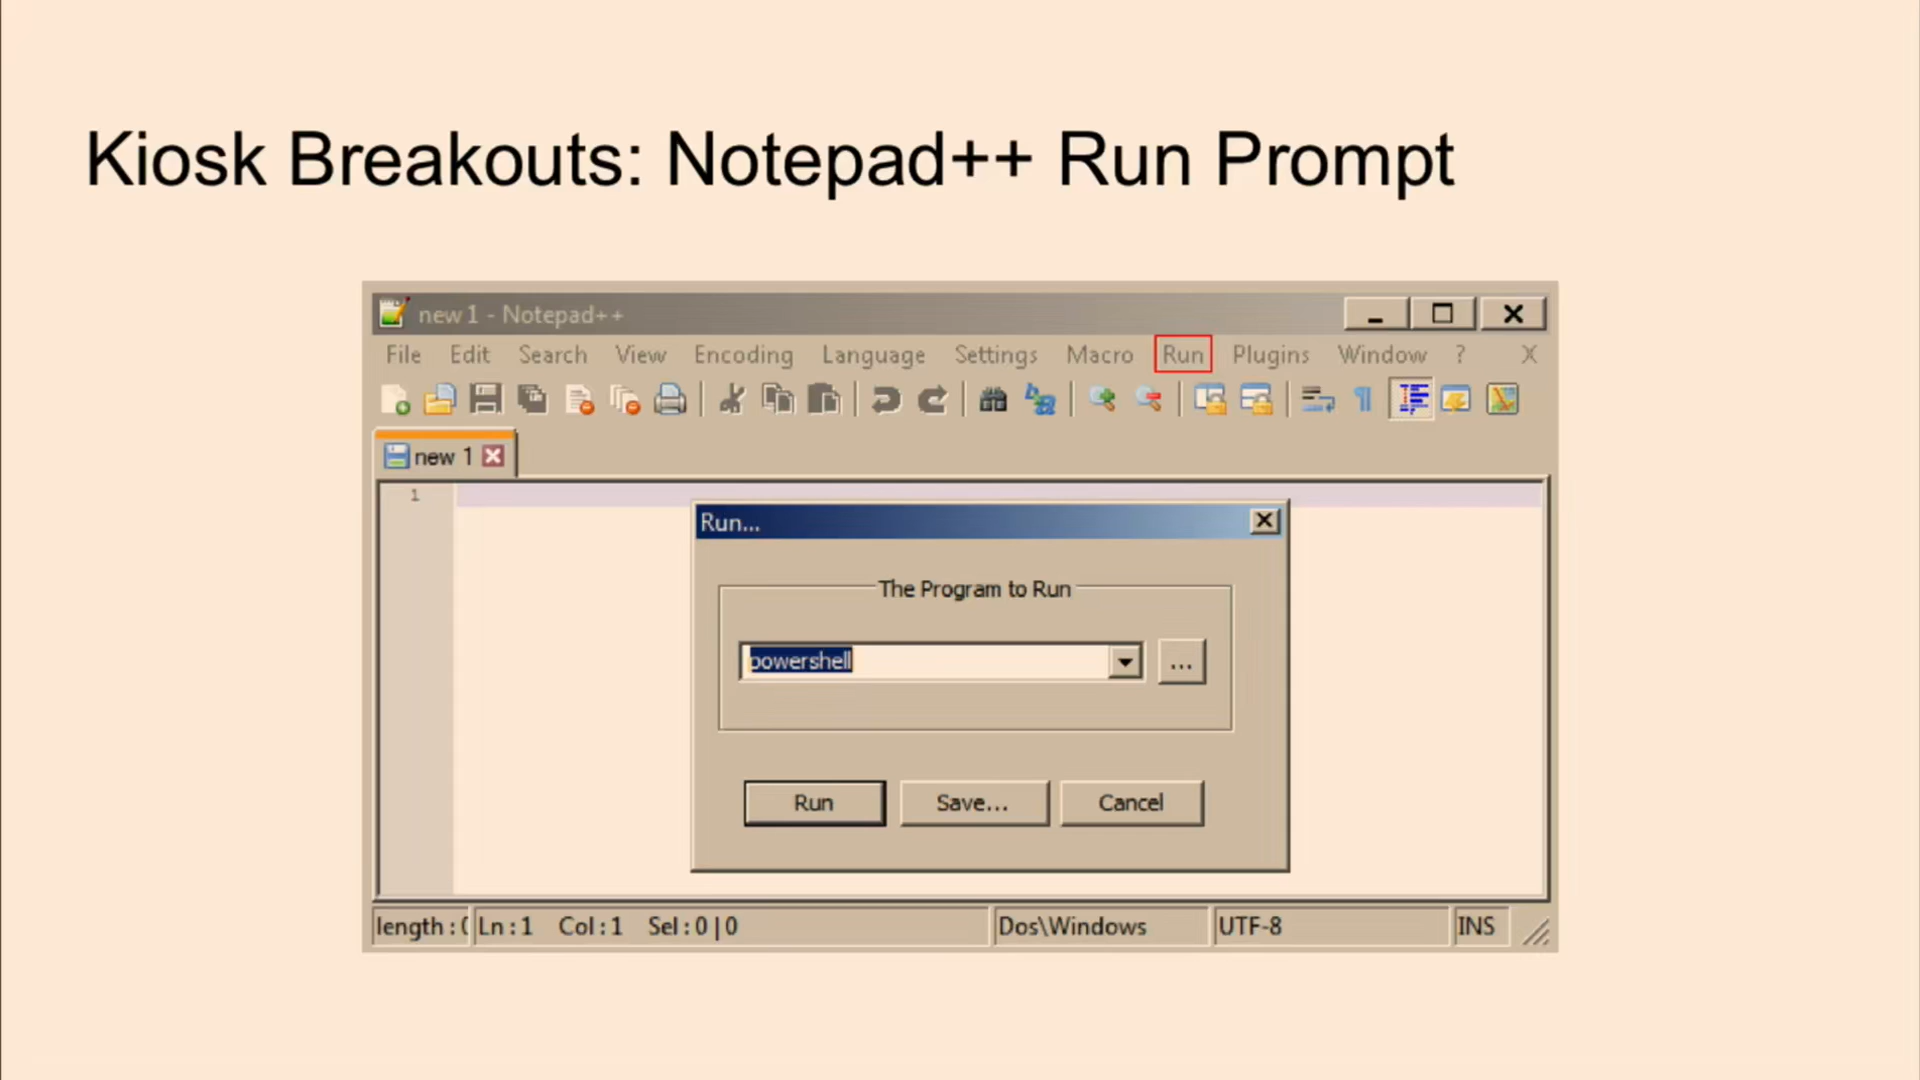 Kiosk Breakouts: Notepad++ Run Prompt
new 1 - Notepad++
File Edit Search View Encoding Language Settings Macro Run Plugins Window ? X
new 1
1
Run...
The Program to Run
powershell
...
Run Save... Cancel
length : 0 Ln : 1 Col : 1 Sel : 0 | 0 Dos\Windows UTF-8 INS